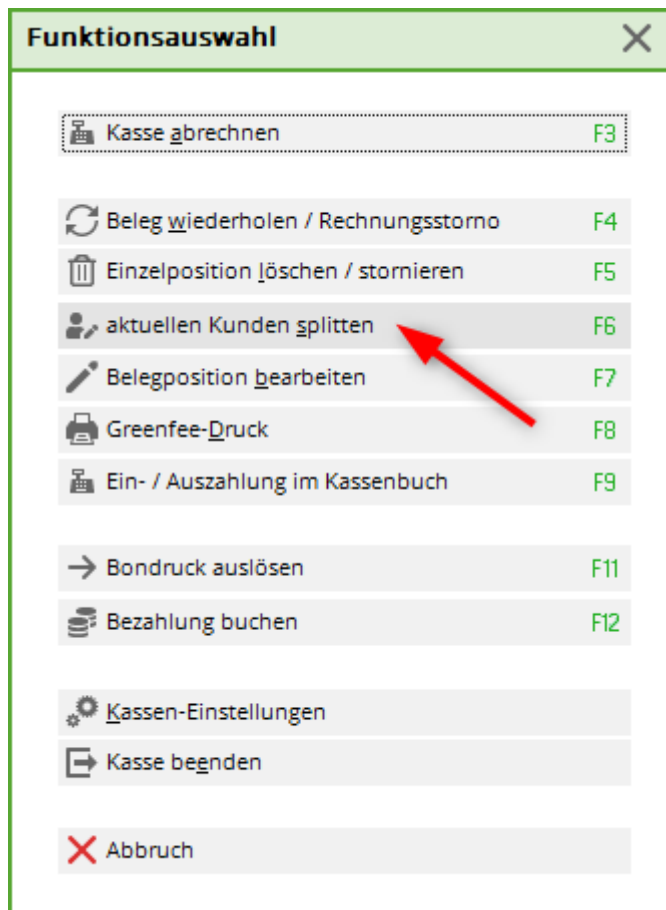 Funktionsauswahl
Kasse abrechnen F3
Beleg wiederholen / Rechnungsstorno F4
Einzelposition löschen / stornieren F5
aktuellen Kunden splitten F6
Belegposition bearbeiten F7
Greenfee-Druck F8
Ein- / Auszahlung im Kassenbuch F9
Bondruck auslösen F11
Bezahlung buchen F12
Kassen-Einstellungen
Kasse beenden
Abbruch